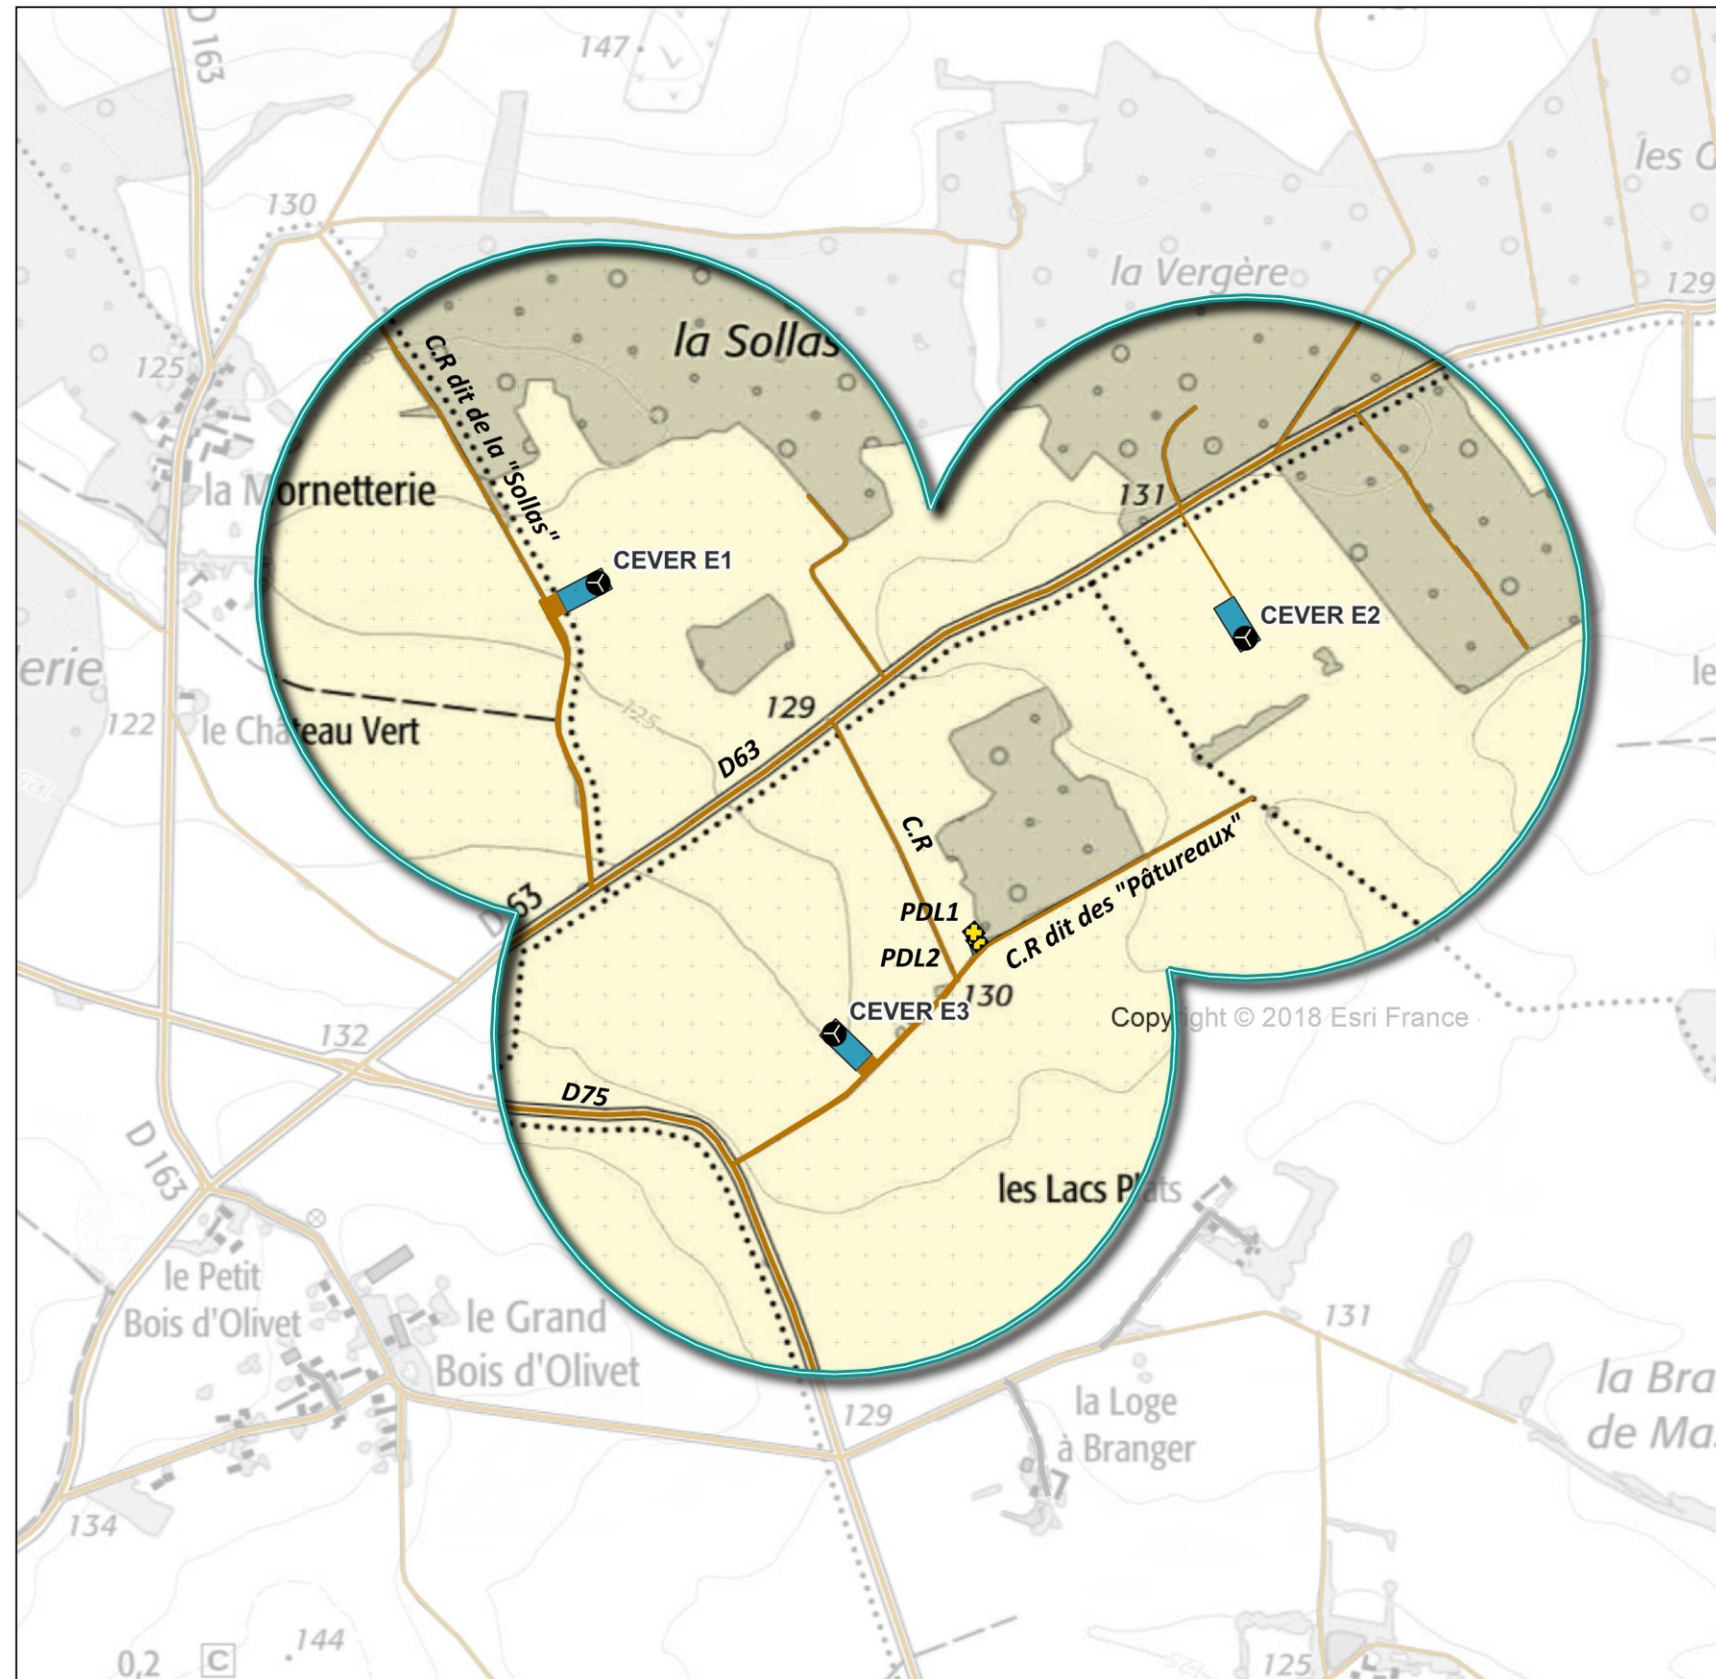 D 163
147
les G
130
la Vergère
129
la Sollas
C.R dit de la "Sollas"
125
la Mornetterie
131
CEVER E1
CEVER E2
erie
le
122
le Château Vert
129
125
D63
C.R
C.R dit des "Pâtureaux"
D 63
PDL1
PDL2
130
CEVER E3
Copyright © 2018 Esri France
132
D75
D 163
les Lacs Plats
le Petit
Bois d'Olivet
le Grand
Bois d'Olivet
131
la Bra
de Mas
la Loge
à Branger
129
134
144
0,2
C
125
125